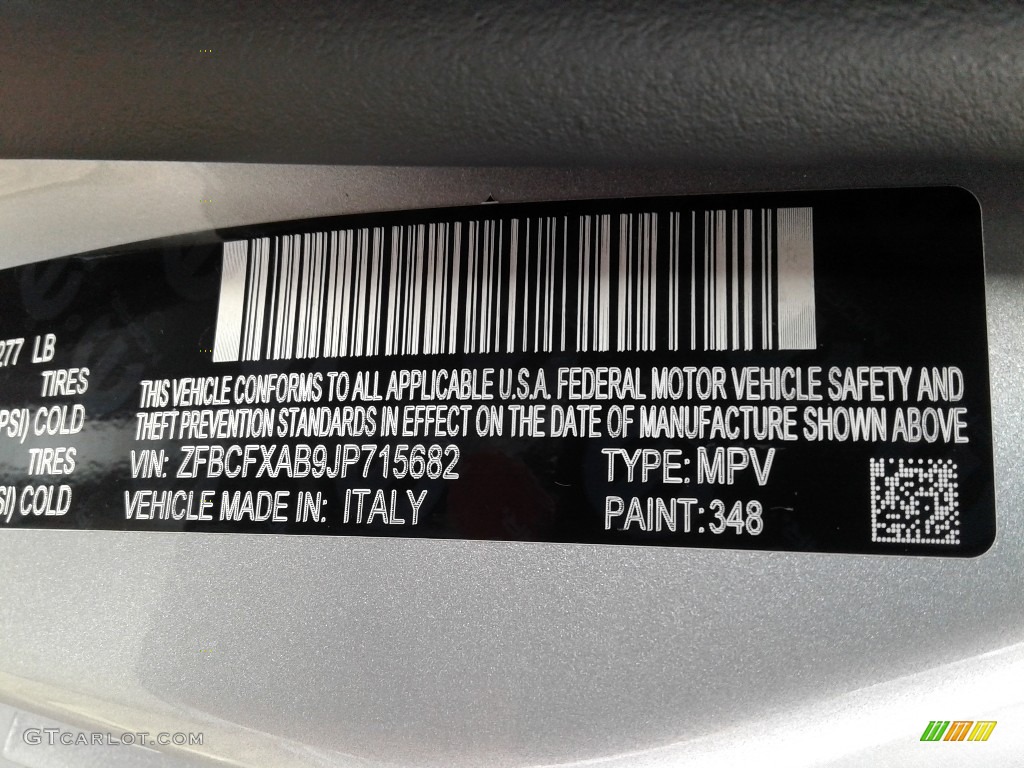 277 LB
TIRES
PSI) COLD
TIRES
SI) COLD
THIS VEHICLE CONFORMS TO ALL APPLICABLE U.S.A. FEDERAL MOTOR VEHICLE SAFETY AND
THEFT PREVENTION STANDARDS IN EFFECT ON THE DATE OF MANUFACTURE SHOWN ABOVE
VIN: ZFBCFXAB9JP715682 TYPE: MPV
VEHICLE MADE IN: ITALY PAINT: 348
GTCARLOT.COM